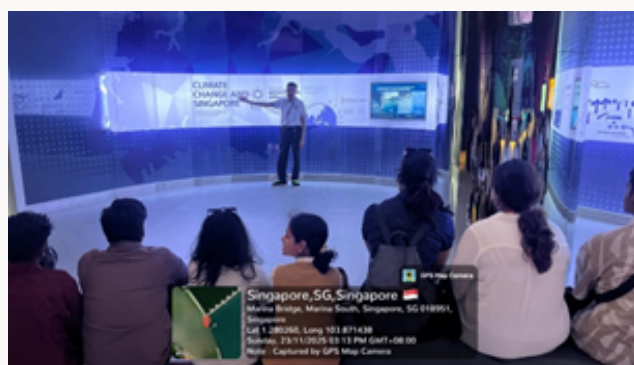 CLIMATE
CHANGE AND
SINGAPORE
GPS Map Camera
Singapore,SG,Singapore
Marina Bridge, Marina South, Singapore, SG 018951,
Singapore
Lat 1.280260, Long 103.871438
Sunday, 23/11/2025 03:13 PM GMT+08:00
Note : Captured by GPS Map Camera